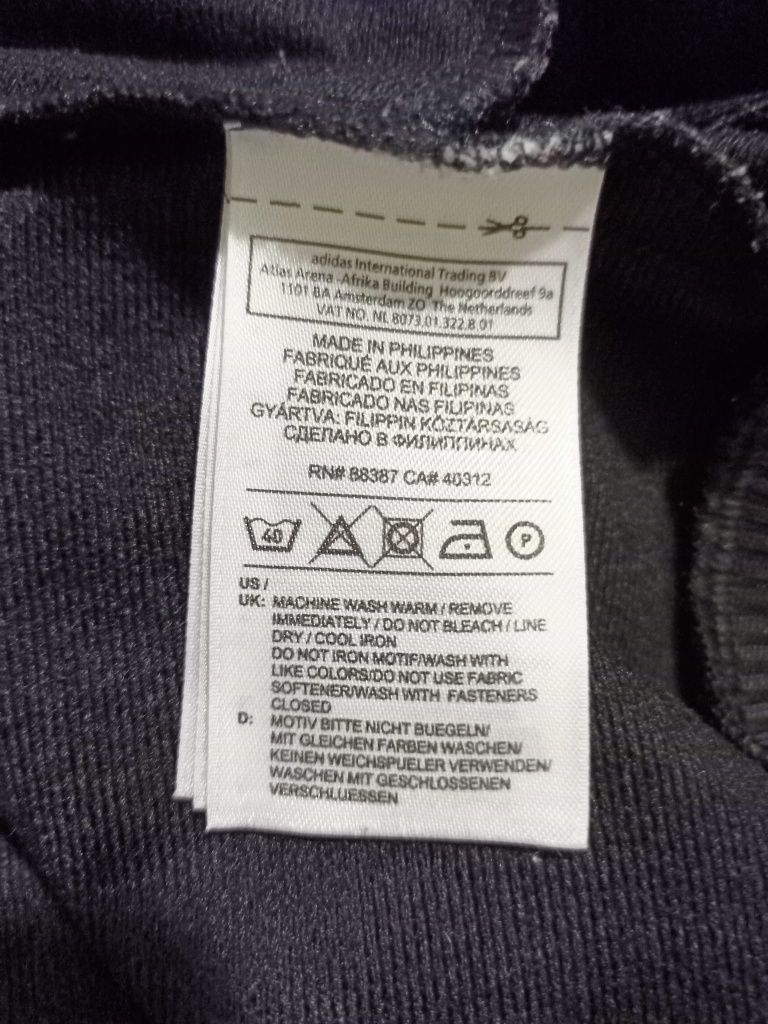 adidas International Trading BV
Atlas Arena -Afrika Building Hoogoorddreef 9a
1101 BA Amsterdam ZO The Netherlands
VAT NO. NL 8073.01.322.B.01
MADE IN PHILIPPINES
FABRIQUÉ AUX PHILIPPINES
FABRICADO EN FILIPINAS
FABRICADO NAS FILIPINAS
GYÁRTVA: FILIPPIN KÖZTÁRSASÁG
СДЕЛАНО В ФИЛИППИНАХ
RN# 88387 CA# 40312
40 P
US /
UK: MACHINE WASH WARM / REMOVE
IMMEDIATELY / DO NOT BLEACH / LINE
DRY / COOL IRON
DO NOT IRON MOTIF/WASH WITH
LIKE COLORS/DO NOT USE FABRIC
SOFTENER/WASH WITH FASTENERS
CLOSED
D: MOTIV BITTE NICHT BUEGELN/
MIT GLEICHEN FARBEN WASCHEN/
KEINEN WEICHSPUELER VERWENDEN/
WASCHEN MIT GESCHLOSSENEN
VERSCHLUESSEN